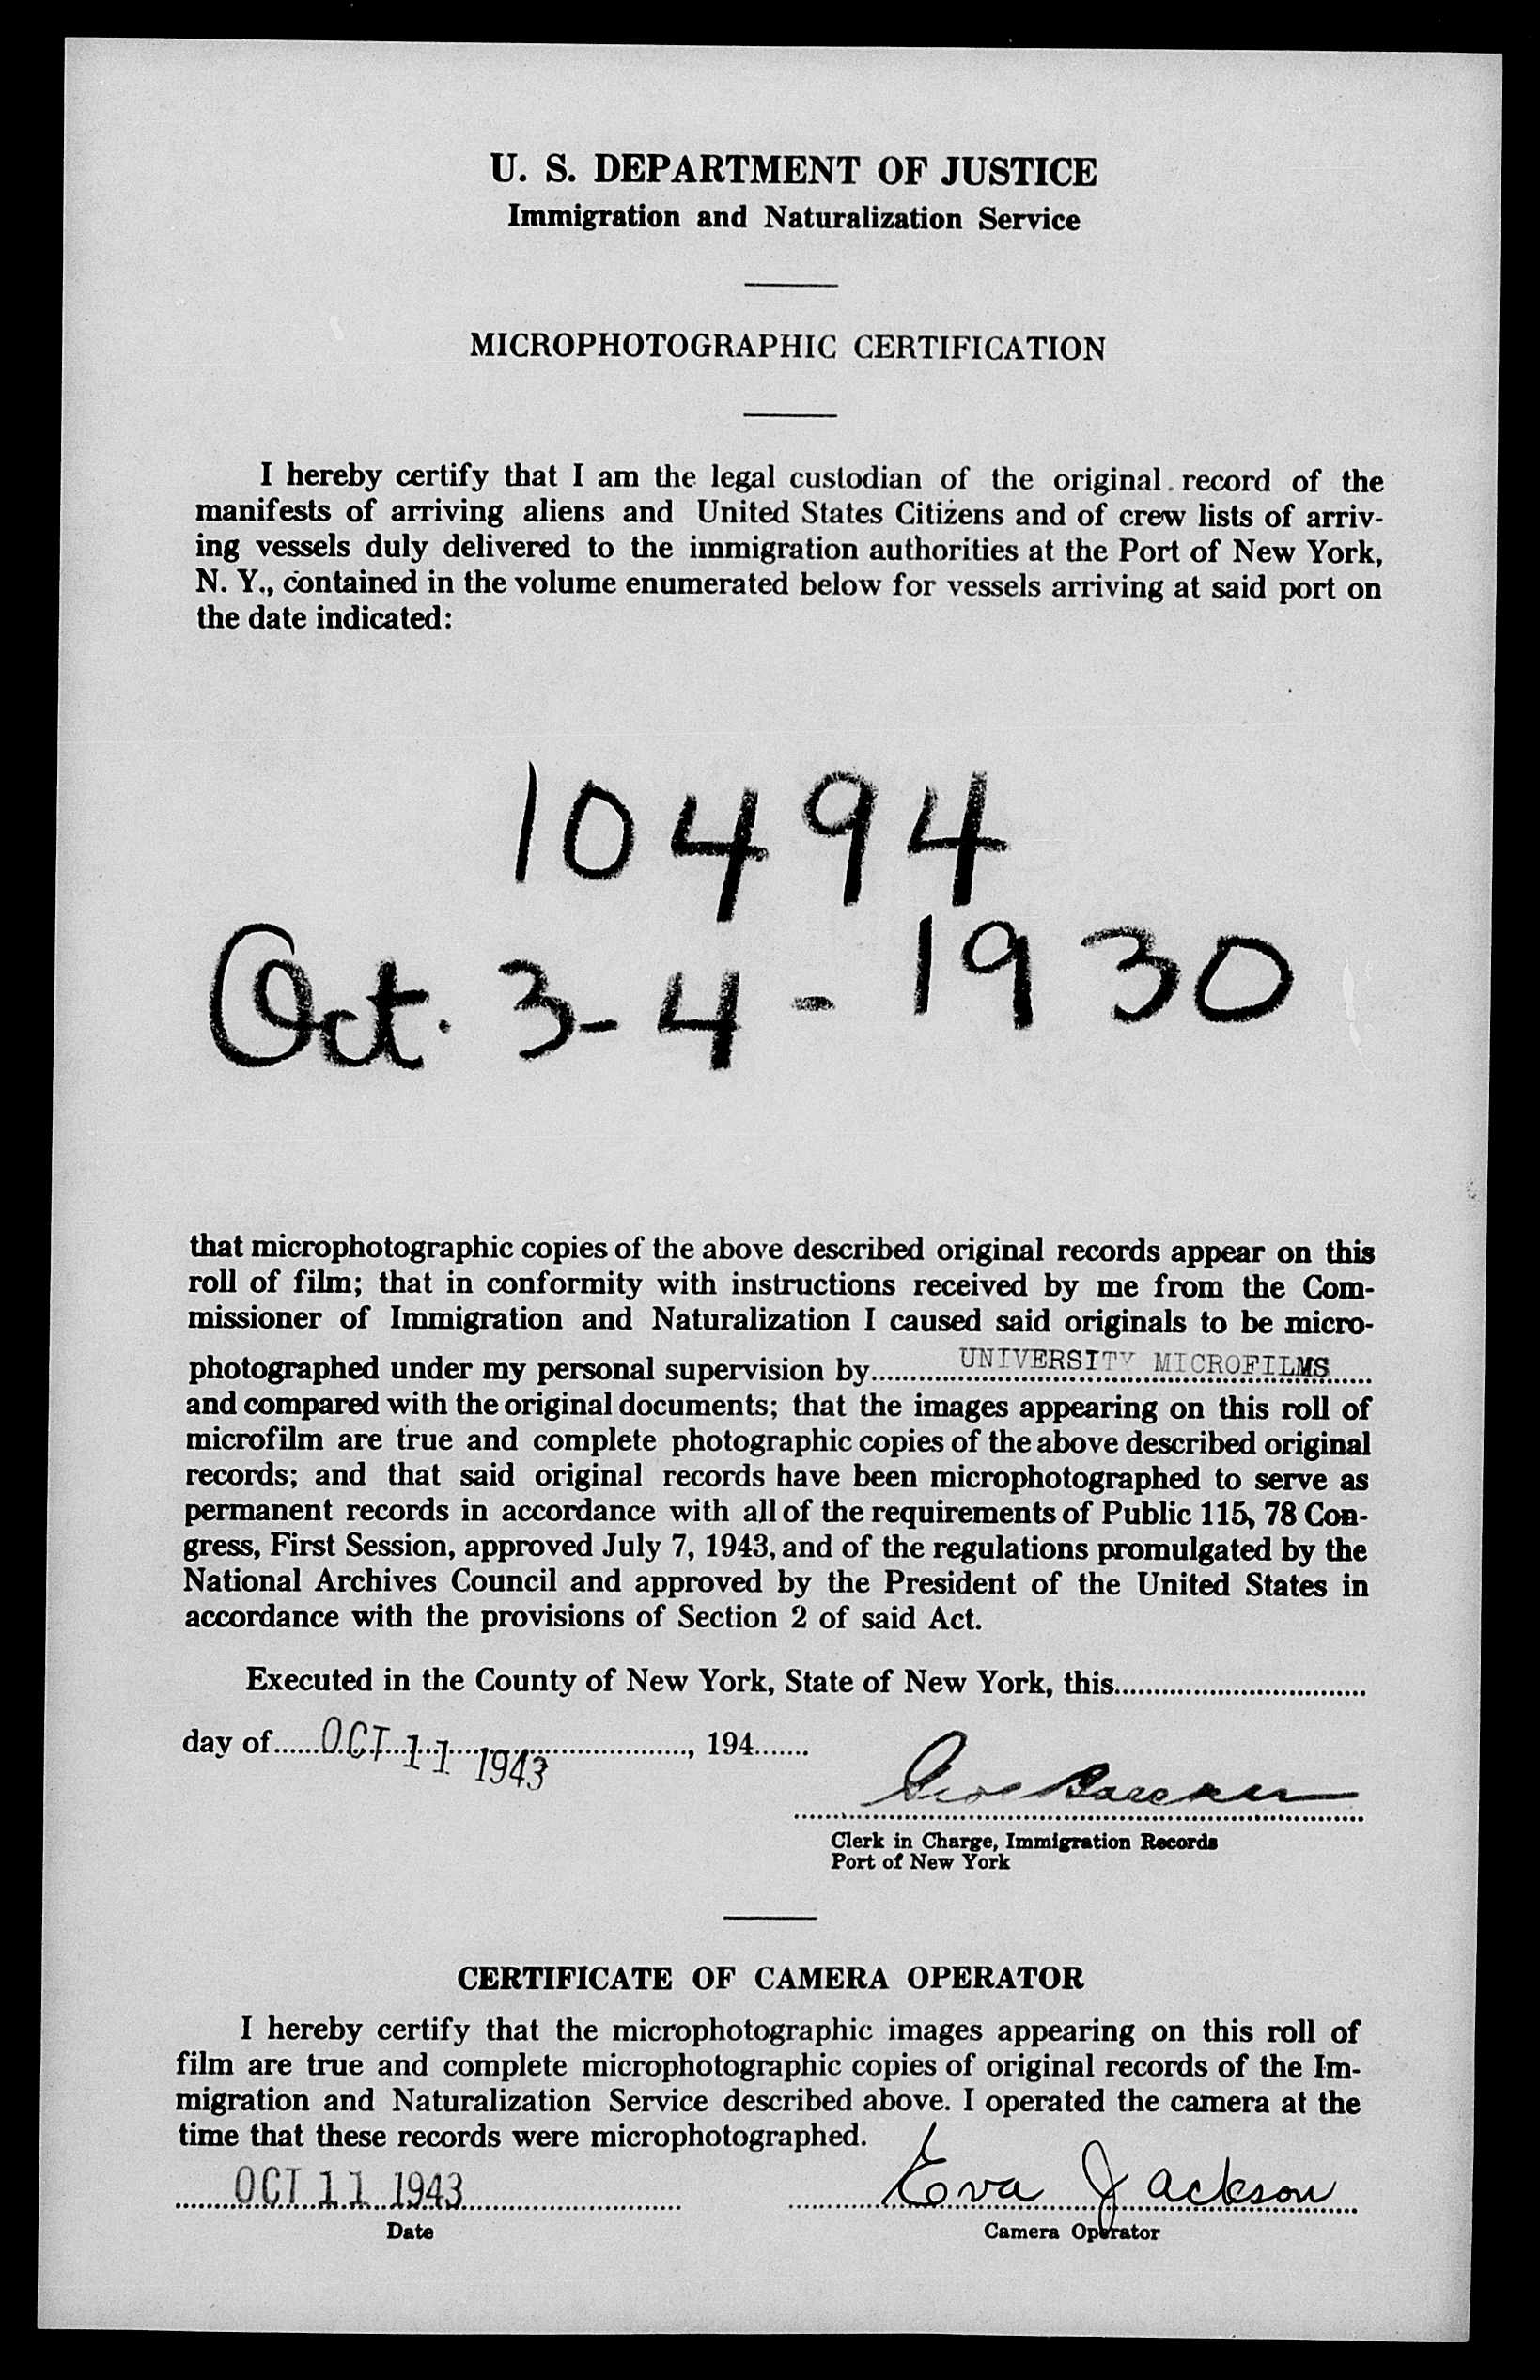 U. S. DEPARTMENT OF JUSTICE
Immigration and Naturalization Service
MICROPHOTOGRAPHIC CERTIFICATION
I hereby certify that I am the legal custodian of the original record of the
manifests of arriving aliens and United States Citizens and of crew lists of arriv-
ing vessels duly delivered to the immigration authorities at the Port of New York,
N. Y., contained in the volume enumerated below for vessels arriving at said port on
the date indicated:
10494
Oct. 3-4-1930
that microphotographic copies of the above described original records appear on this
roll of film; that in conformity with instructions received by me from the Com-
missioner of Immigration and Naturalization I caused said originals to be micro-
photographed under my personal supervision by UNIVERSITY MICROFILMS
and compared with the original documents; that the images appearing on this roll of
microfilm are true and complete photographic copies of the above described original
records; and that said original records have been microphotographed to serve as
permanent records in accordance with all of the requirements of Public 115, 78 Con-
gress, First Session, approved July 7, 1943, and of the regulations promulgated by the
National Archives Council and approved by the President of the United States in
accordance with the provisions of Section 2 of said Act.
Executed in the County of New York, State of New York, this
day of OCT 11 1943, 194
Clerk in Charge, Immigration Records
Port of New York
CERTIFICATE OF CAMERA OPERATOR
I hereby certify that the microphotographic images appearing on this roll of
film are true and complete microphotographic copies of original records of the Im-
migration and Naturalization Service described above. I operated the camera at the
time that these records were microphotographed.
OCT 11 1943 Eva Jackson
Date Camera Operator